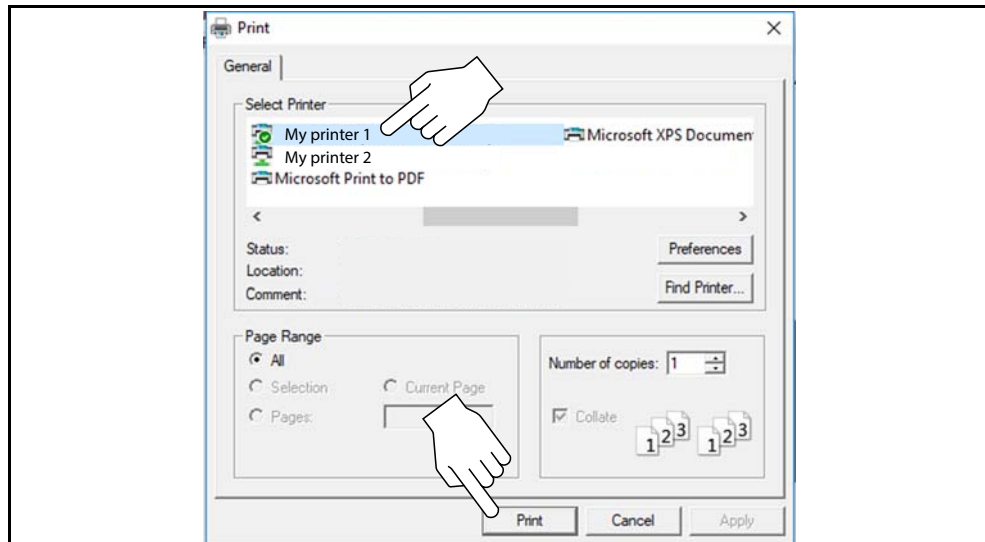 Print
General
Select Printer
My printer 1
Microsoft XPS Documen
My printer 2
Microsoft Print to PDF
Status:
Location:
Comment:
Preferences
Find Printer...
Page Range
All
Selection
Current Page
Pages:
Number of copies: 1
Collate
1 2 3 1 2 3
Print
Cancel
Apply